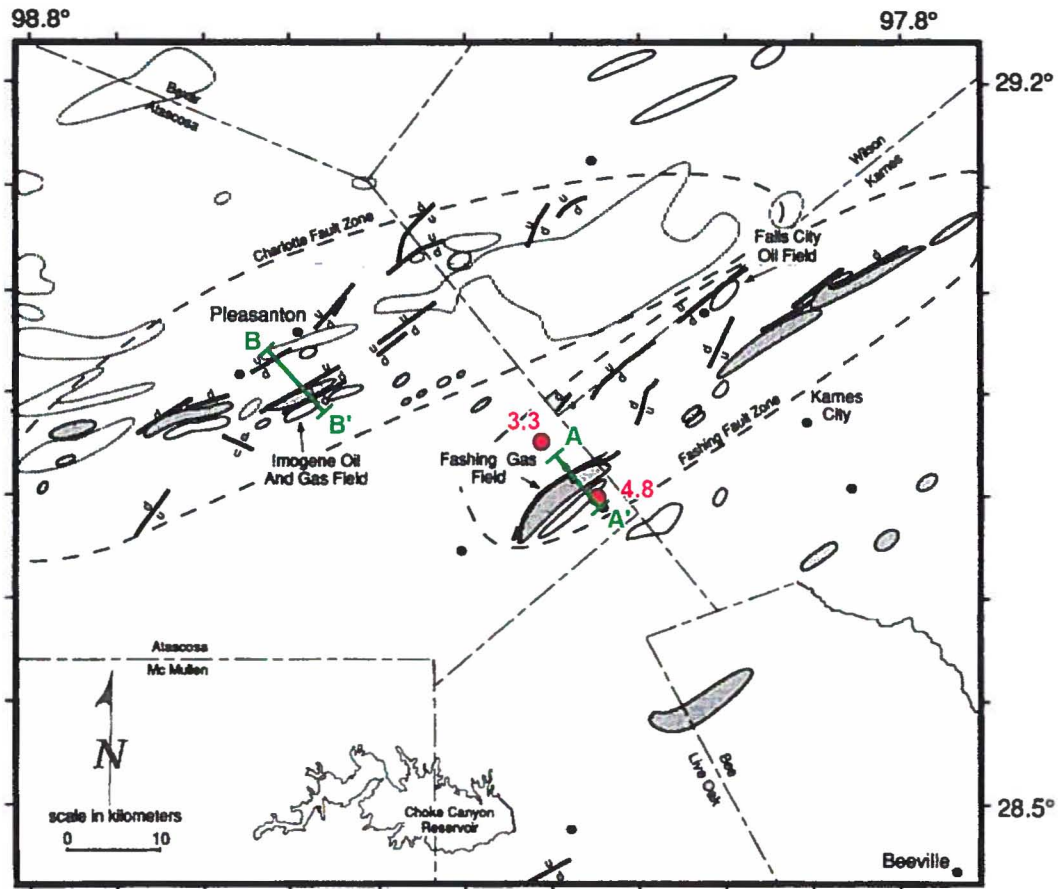 98.8°
97.8°
29.2°
Bexar
Atascosa
Wilson
Karnes
Charlotte Fault Zone
Falls City
Oil Field
Pleasanton
B
B'
Imogene Oil
And Gas Field
3.3
A
Fashing Gas
Field
4.8
A'
Fashing Fault Zone
Karnes
City
Atascosa
Mc Mullen
N
scale in kilometers
0 10
Choke Canyon
Reservoir
Bee
Live Oak
28.5°
Beeville